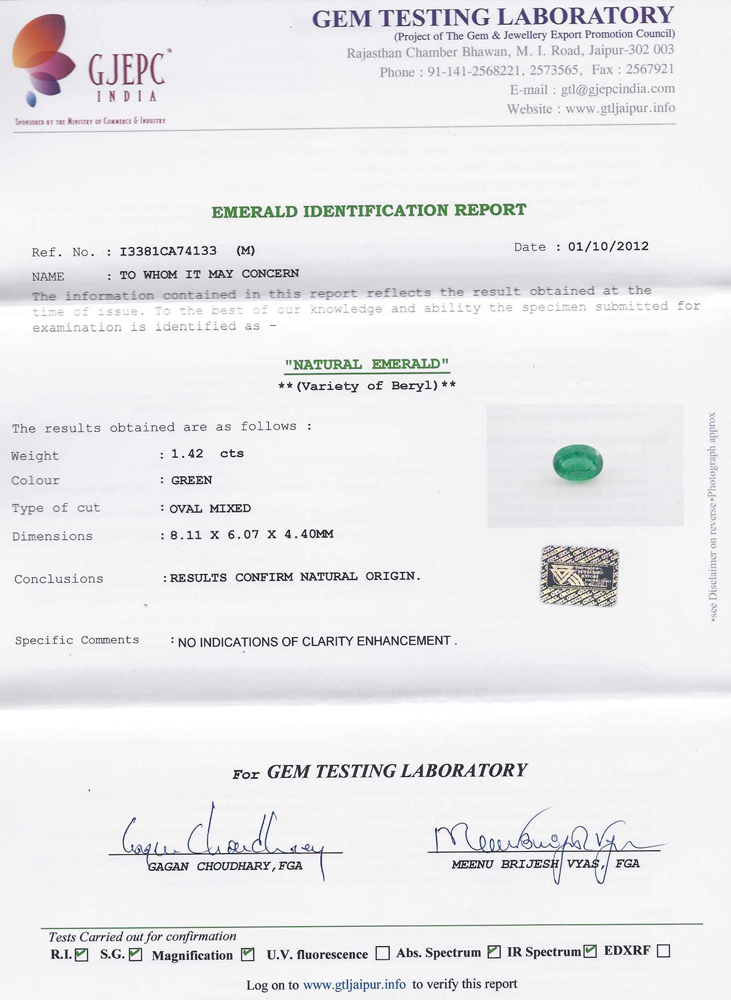 GJEPC™
INDIA
SPONSORED BY THE MINISTRY OF COMMERCE & INDUSTRY
GEM TESTING LABORATORY
(Project of The Gem & Jewellery Export Promotion Council)
Rajasthan Chamber Bhawan, M. I. Road, Jaipur-302 003
Phone : 91-141-2568221, 2573565, Fax : 2567921
E-mail : gtl@gjepcindia.com
Website : www.gtljaipur.info
EMERALD IDENTIFICATION REPORT
Ref. No. : I3381CA74133 (M)
Date : 01/10/2012
NAME : TO WHOM IT MAY CONCERN
The information contained in this report reflects the result obtained at the
time of issue. To the best of our knowledge and ability the specimen submitted for
examination is identified as -
"NATURAL EMERALD"
**(Variety of Beryl)**
The results obtained are as follows :
Weight : 1.42 cts
Colour : GREEN
Type of cut : OVAL MIXED
Dimensions : 8.11 X 6.07 X 4.40MM
Conclusions : RESULTS CONFIRM NATURAL ORIGIN.
Specific Comments : NO INDICATIONS OF CLARITY ENHANCEMENT .
*see Disclaimer on reverse•Photograph approx
For GEM TESTING LABORATORY
GAGAN CHOUDHARY, FGA
MEENU BRIJESH VYAS, FGA
Tests Carried out for confirmation
R.I. ☑ S.G. ☑ Magnification ☑ U.V. fluorescence ☐ Abs. Spectrum ☑ IR Spectrum ☑ EDXRF ☐
Log on to www.gtljaipur.info to verify this report